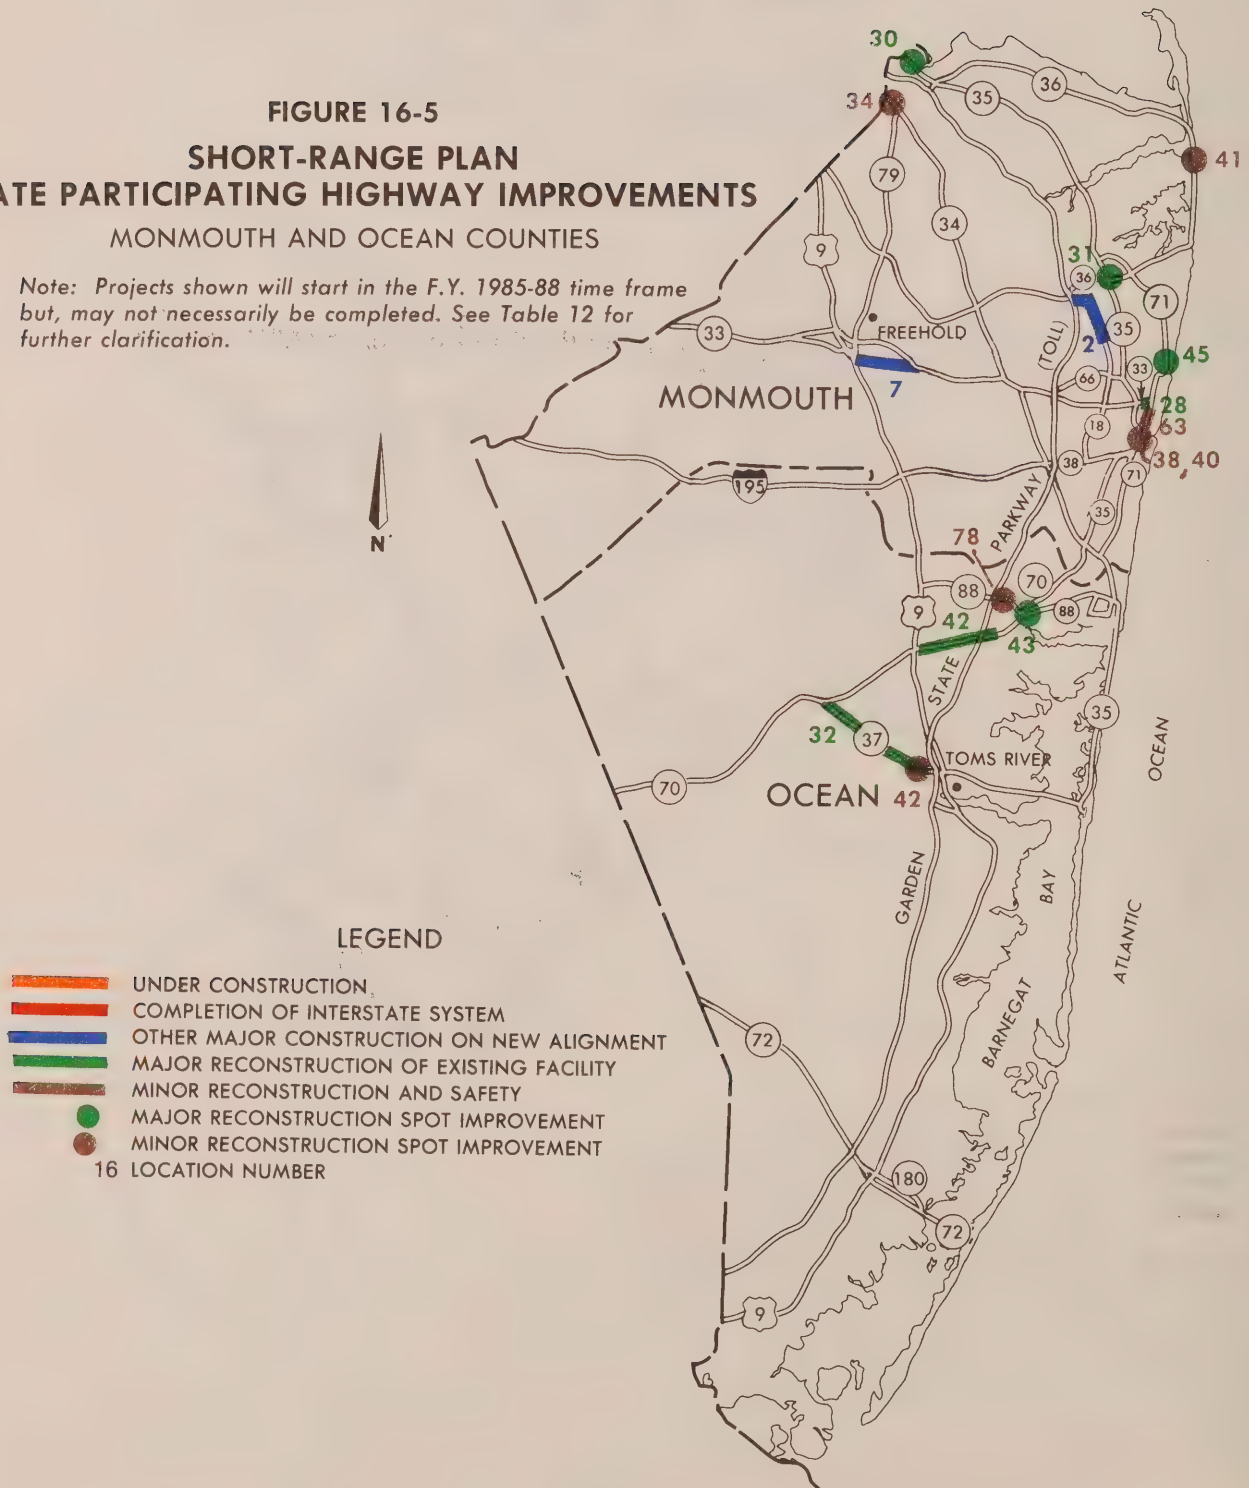 FIGURE 16-5
SHORT-RANGE PLAN
ATE PARTICIPATING HIGHWAY IMPROVEMENTS
MONMOUTH AND OCEAN COUNTIES
Note: Projects shown will start in the F.Y. 1985-88 time frame
but, may not necessarily be completed. See Table 12 for
further clarification.
30
36
35
34
41
79
34
9
31
36
71
33
FREEHOLD
(TOLL)
35
2
45
33
7
66
MONMOUTH
28
18
63
38
38,40
71
195
35
PARKWAY
N
78
70
88
88
9
42
43
STATE
35
32
37
OCEAN
TOMS RIVER
70
OCEAN
42
GARDEN
BAY
ATLANTIC
BARNEGAT
72
180
72
9
LEGEND
UNDER CONSTRUCTION
COMPLETION OF INTERSTATE SYSTEM
OTHER MAJOR CONSTRUCTION ON NEW ALIGNMENT
MAJOR RECONSTRUCTION OF EXISTING FACILITY
MINOR RECONSTRUCTION AND SAFETY
MAJOR RECONSTRUCTION SPOT IMPROVEMENT
MINOR RECONSTRUCTION SPOT IMPROVEMENT
16 LOCATION NUMBER